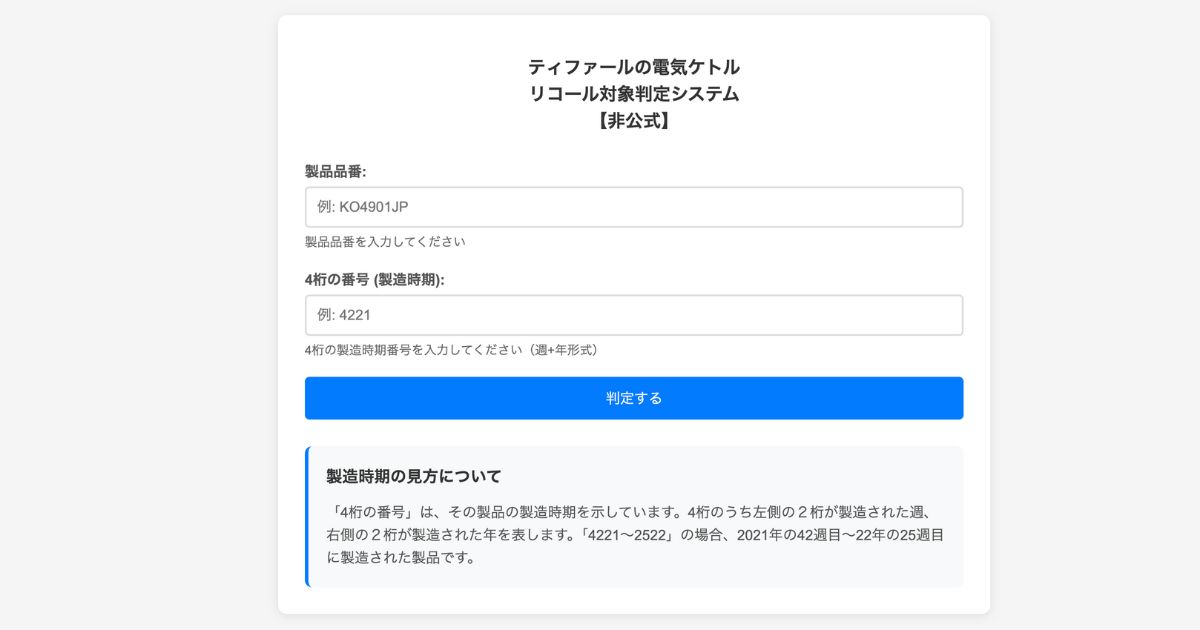 ティファールの電気ケトル
リコール対象判定システム
【非公式】
製品品番:
例: KO4901JP
製品品番を入力してください
4桁の番号 (製造時期):
例: 4221
4桁の製造時期番号を入力してください（週+年形式）
判定する
製造時期の見方について
「4桁の番号」は、その製品の製造時期を示しています。4桁のうち左側の２桁が製造された週、
右側の２桁が製造された年を表します。「4221〜2522」の場合、2021年の42週目〜22年の25週目
に製造された製品です。